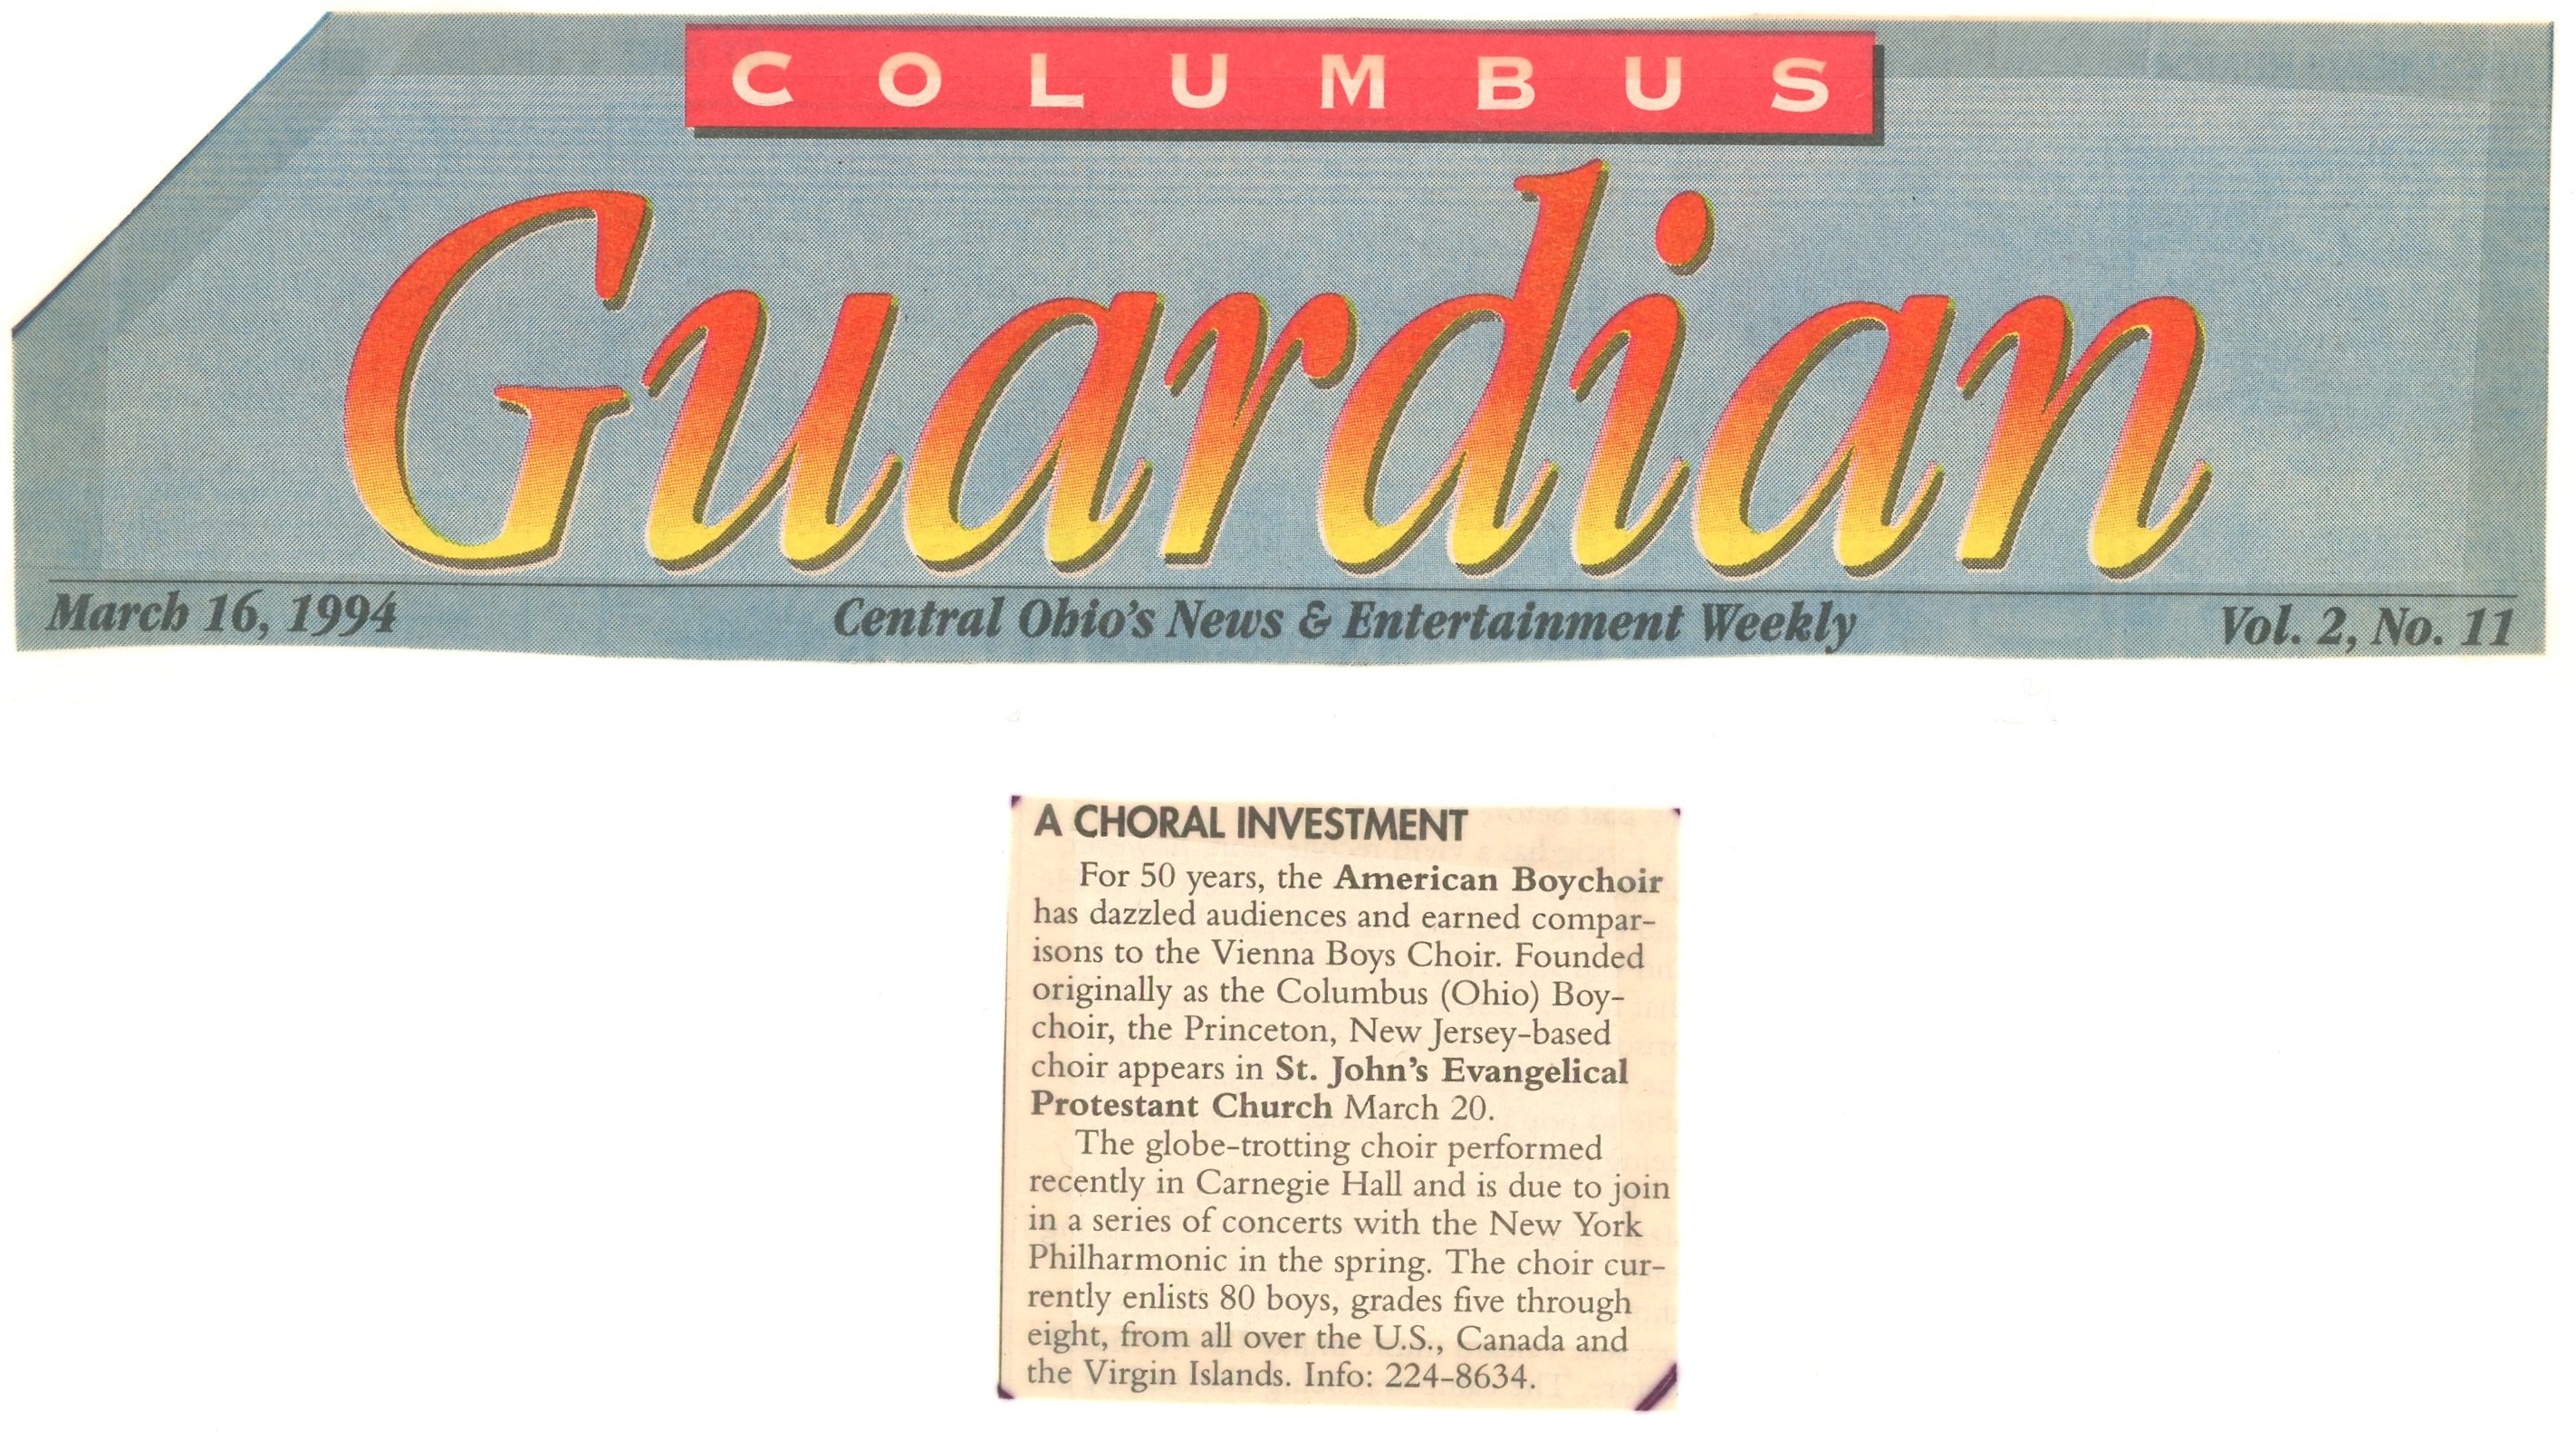 COLUMBUS
Guardian
March 16, 1994 Central Ohio's News & Entertainment Weekly Vol. 2, No. 11
A CHORAL INVESTMENT
For 50 years, the American Boychoir
has dazzled audiences and earned compar-
isons to the Vienna Boys Choir. Founded
originally as the Columbus (Ohio) Boy-
choir, the Princeton, New Jersey-based
choir appears in St. John's Evangelical
Protestant Church March 20.
The globe-trotting choir performed
recently in Carnegie Hall and is due to join
in a series of concerts with the New York
Philharmonic in the spring. The choir cur-
rently enlists 80 boys, grades five through
eight, from all over the U.S., Canada and
the Virgin Islands. Info: 224-8634.